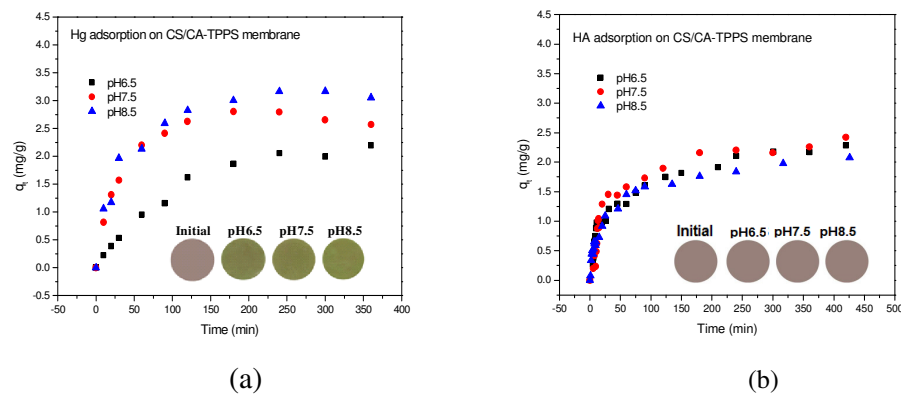 Hg adsorption on CS/CA-TPPS membrane
pH6.5
pH7.5
pH8.5
4.5
4.0
3.5
3.0
2.5
2.0
1.5
1.0
0.5
0.0
-0.5
qt (mg/g)
Initial pH6.5 pH7.5 pH8.5
-50 0 50 100 150 200 250 300 350 400
Time (min)
(a)
HA adsorption on CS/CA-TPPS membrane
pH6.5
pH7.5
pH8.5
4.5
4.0
3.5
3.0
2.5
2.0
1.5
1.0
0.5
0.0
qt (mg/g)
Initial pH6.5 pH7.5 pH8.5
-50 0 50 100 150 200 250 300 350 400 450 500
Time (min)
(b)